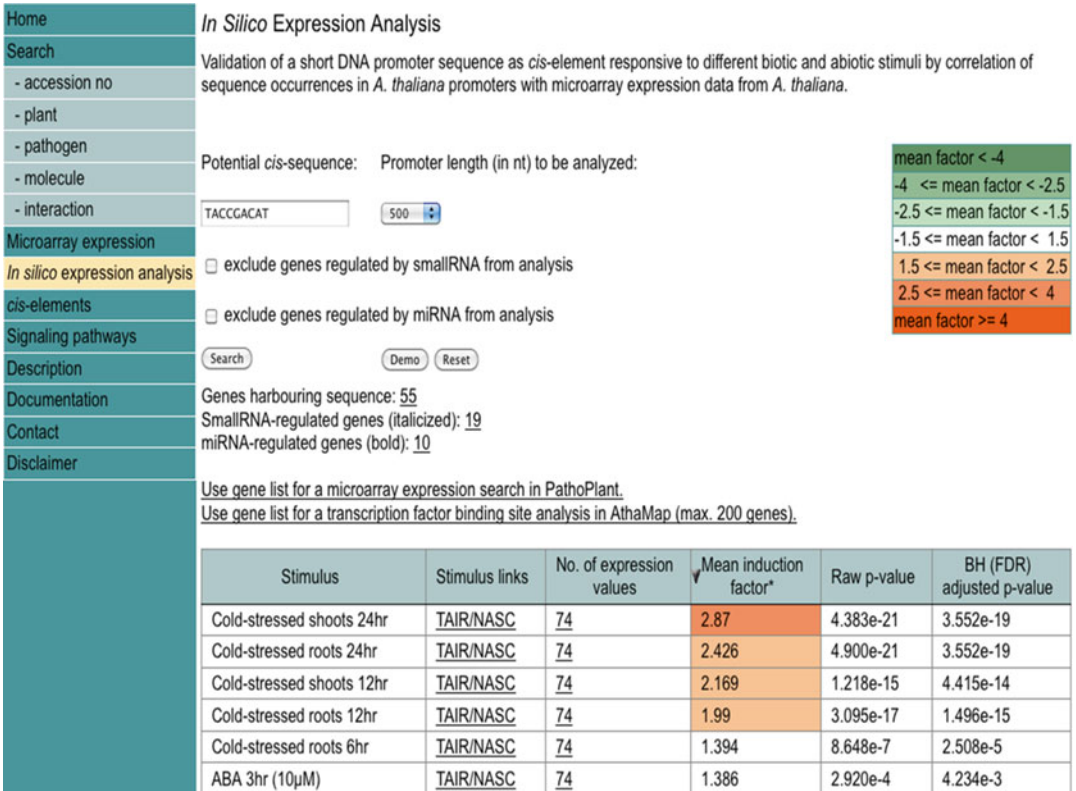 Home
Search
- accession no
- plant
- pathogen
- molecule
- interaction
Microarray expression
In silico expression analysis
cis-elements
Signaling pathways
Description
Documentation
Contact
Disclaimer
In Silico Expression Analysis
Validation of a short DNA promoter sequence as cis-element responsive to different biotic and abiotic stimuli by correlation of
sequence occurrences in A. thaliana promoters with microarray expression data from A. thaliana.
Potential cis-sequence: Promoter length (in nt) to be analyzed:
TACCGACAT 500
exclude genes regulated by smallRNA from analysis
exclude genes regulated by miRNA from analysis
Search Demo Reset
mean factor < -4
-4 <= mean factor < -2.5
-2.5 <= mean factor < -1.5
-1.5 <= mean factor < 1.5
1.5 <= mean factor < 2.5
2.5 <= mean factor < 4
mean factor >= 4
Genes harbouring sequence: 55
SmallRNA-regulated genes (italicized): 19
miRNA-regulated genes (bold): 10
Use gene list for a microarray expression search in PathoPlant.
Use gene list for a transcription factor binding site analysis in AthaMap (max. 200 genes).
Stimulus Stimulus links No. of expression values Mean induction factor* Raw p-value BH (FDR) adjusted p-value
Cold-stressed shoots 24hr TAIR/NASC 74 2.87 4.383e-21 3.552e-19
Cold-stressed roots 24hr TAIR/NASC 74 2.426 4.900e-21 3.552e-19
Cold-stressed shoots 12hr TAIR/NASC 74 2.169 1.218e-15 4.415e-14
Cold-stressed roots 12hr TAIR/NASC 74 1.99 3.095e-17 1.496e-15
Cold-stressed roots 6hr TAIR/NASC 74 1.394 8.648e-7 2.508e-5
ABA 3hr (10µM) TAIR/NASC 74 1.386 2.920e-4 4.234e-3